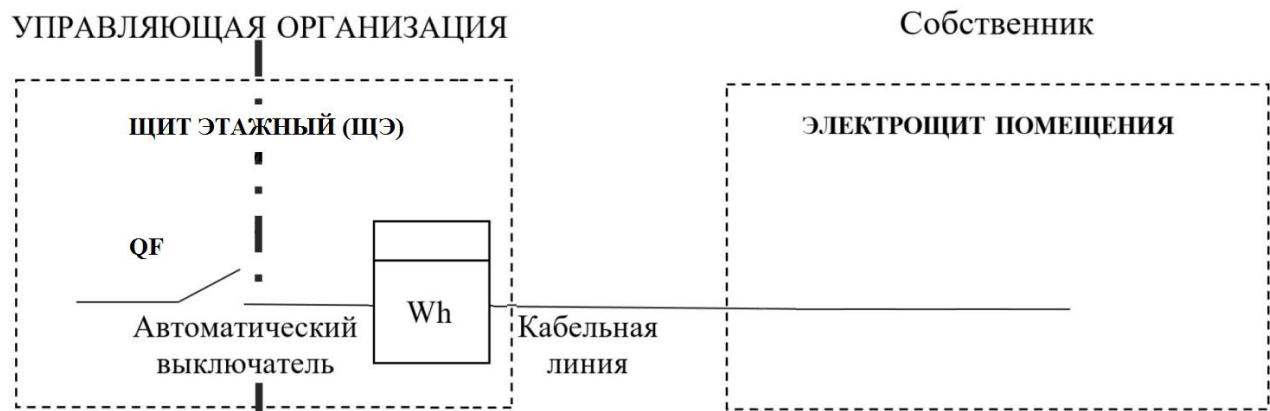 УПРАВЛЯЮЩАЯ ОРГАНИЗАЦИЯ
Собственник
ЩИТ ЭТАЖНЫЙ (ЩЭ)
ЭЛЕКТРОЩИТ ПОМЕЩЕНИЯ
QF
Wh
Автоматический
выключатель
Кабельная
линия